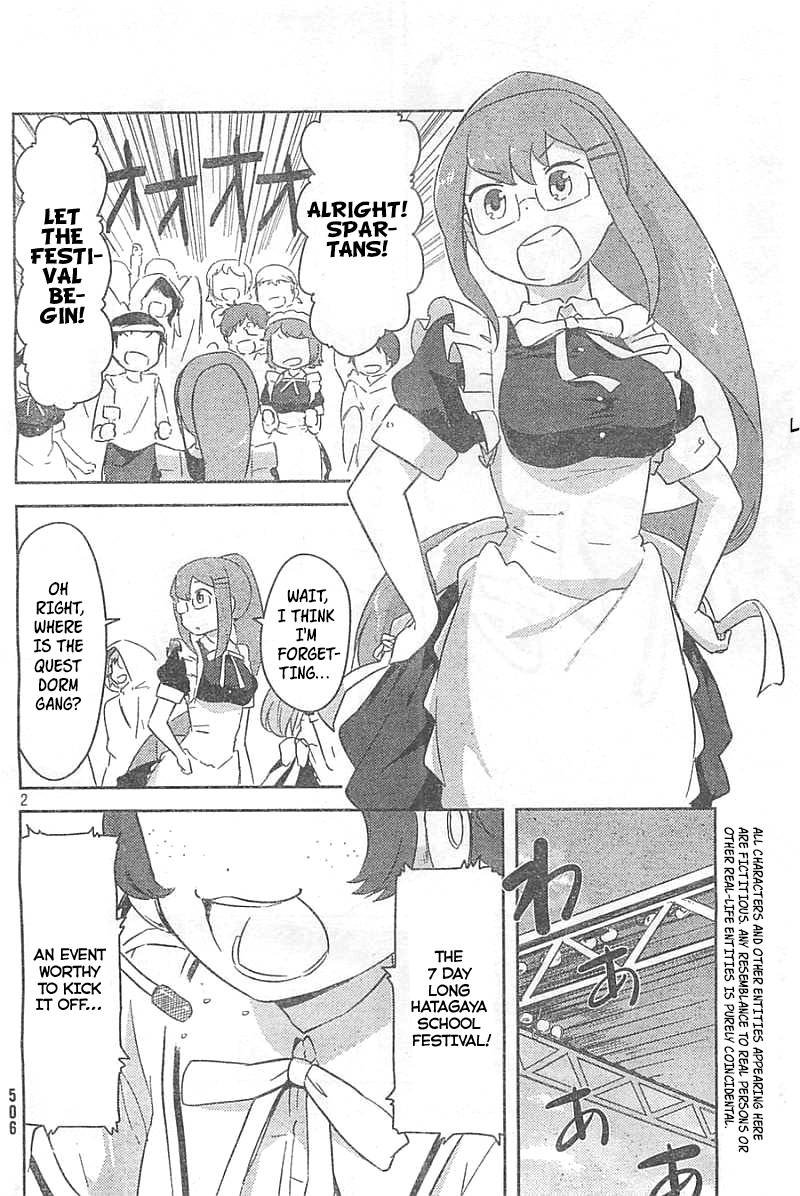 ALRIGHT!
SPAR-
TANS!
LET
THE
FESTI-
VAL
BE-
GIN!
オオオオ
WAIT,
I THINK
I'M
FORGET-
TING...
OH
RIGHT,
WHERE
IS THE
QUEST
DORM
GANG?
2
わあああ
THE
7 DAY
LONG
HATAGAYA
SCHOOL
FESTIVAL!
AN EVENT
WORTHY
TO KICK
IT OFF...
ALL CHARACTERS AND OTHER ENTITIES APPEARING HERE
ARE FICTITIOUS. ANY RESEMBLANCE TO REAL PERSONS OR
OTHER REAL-LIFE ENTITIES IS PURELY COINCIDENTAL.
506